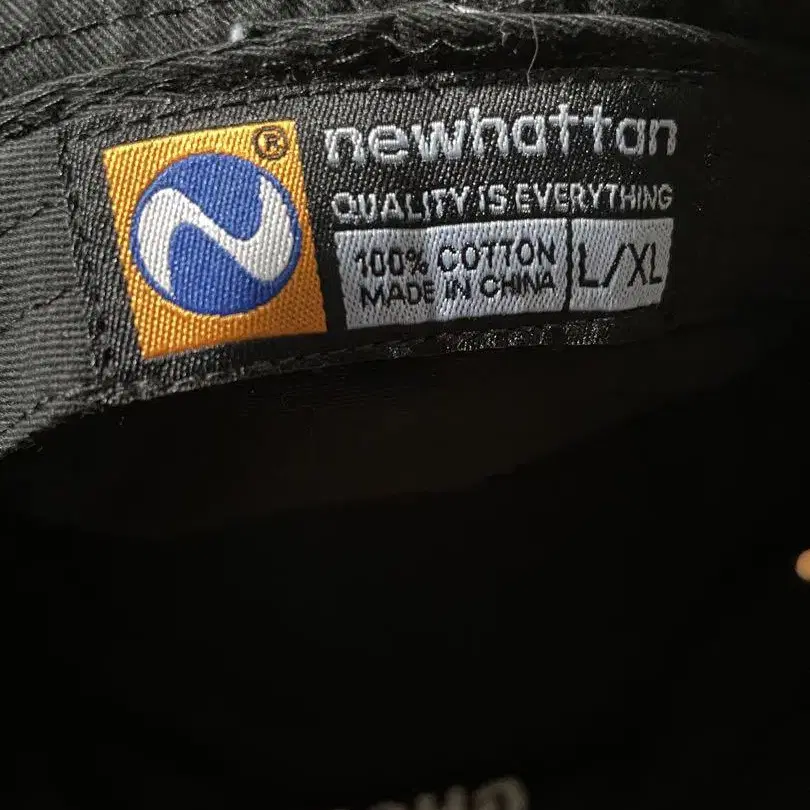 ®
newhattan
QUALITY IS EVERYTHING
100% COTTON
MADE IN CHINA
L/XL